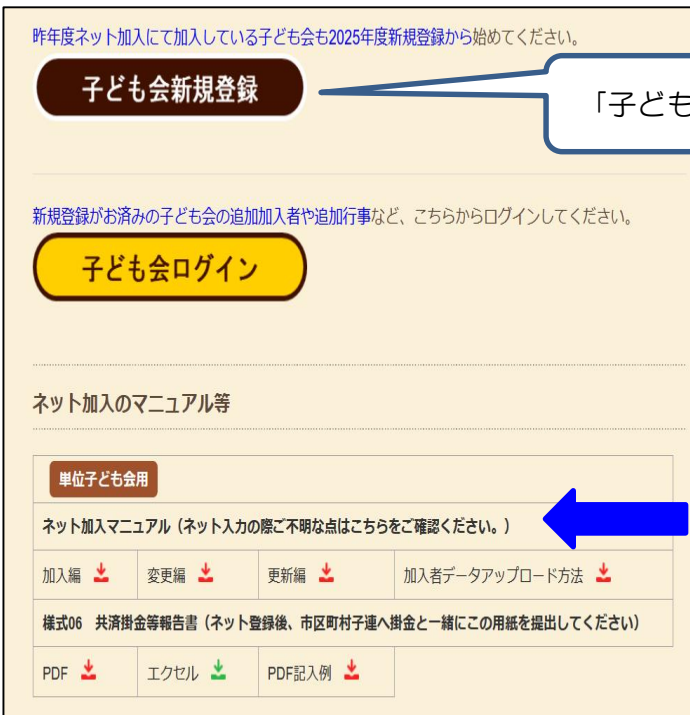 昨年度ネット加入にて加入している子ども会も2025年度新規登録から始めてください。
子ども会新規登録
「子ども
新規登録がお済みの子ども会の追加加入者や追加行事など、こちらからログインしてください。
子ども会ログイン
ネット加入のマニュアル等
単位子ども会用
ネット加入マニュアル（ネット入力の際ご不明な点はこちらをご確認ください。）
加入編 変更編 更新編 加入者データアップロード方法
様式06 共済掛金等報告書（ネット登録後、市区町村子連へ掛金と一緒にこの用紙を提出してください）
PDF エクセル PDF記入例